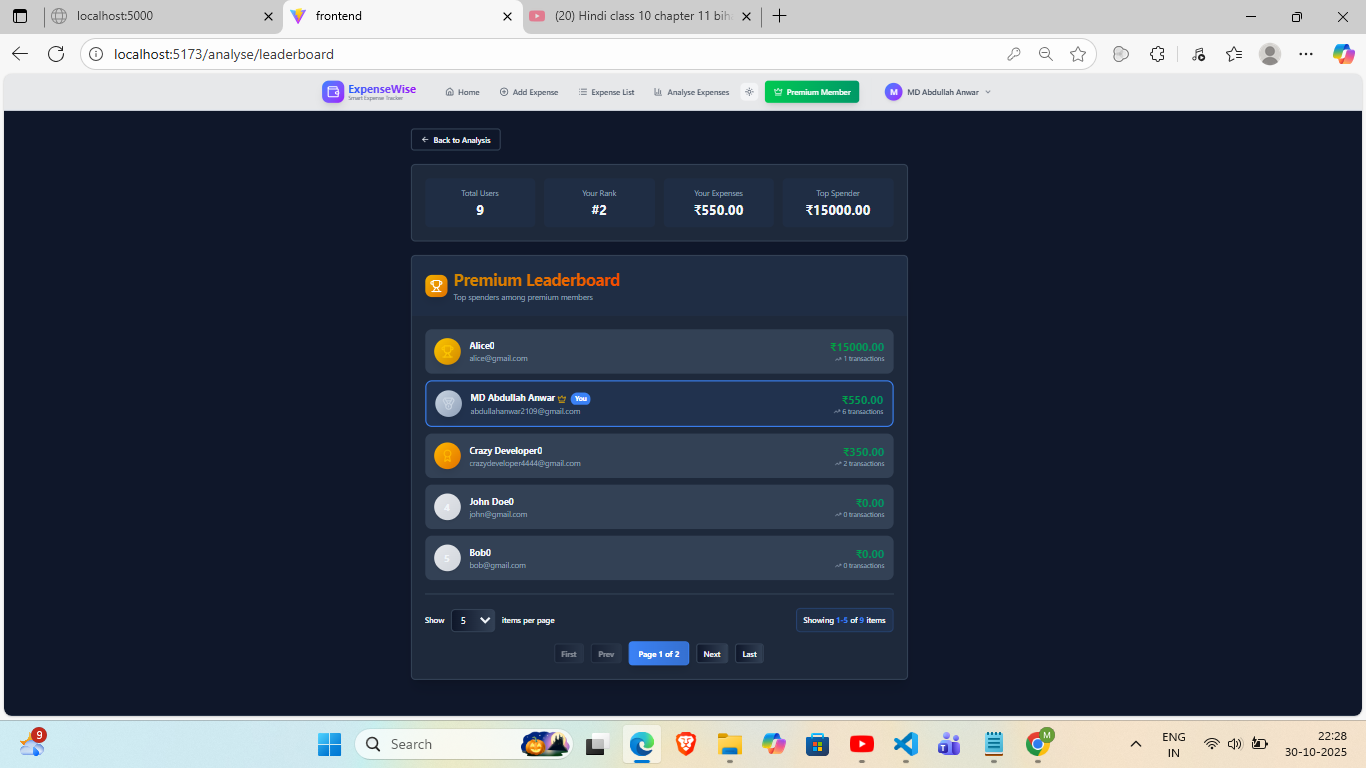 localhost:5000
frontend
(20) Hindi class 10 chapter 11 bih
localhost:5173/analyse/leaderboard
ExpenseWise
Smart Expense Tracker
Home
Add Expense
Expense List
Analyse Expenses
Premium Member
M
MD Abdullah Anwar
Back to Analysis
Total Users
9
Your Rank
#2
Your Expenses
₹550.00
Top Spender
₹15000.00
Premium Leaderboard
Top spenders among premium members
Alice0
alice@gmail.com
₹15000.00
1 transactions
MD Abdullah Anwar You
abdullahanwar2109@gmail.com
₹550.00
6 transactions
Crazy Developer0
crazydeveloper4444@gmail.com
₹350.00
2 transactions
4
John Doe0
john@gmail.com
₹0.00
0 transactions
5
Bob0
bob@gmail.com
₹0.00
0 transactions
Show 5 items per page
Showing 1-5 of 9 items
First Prev Page 1 of 2 Next Last
9
Search
M
ENG
IN
22:28
30-10-2025